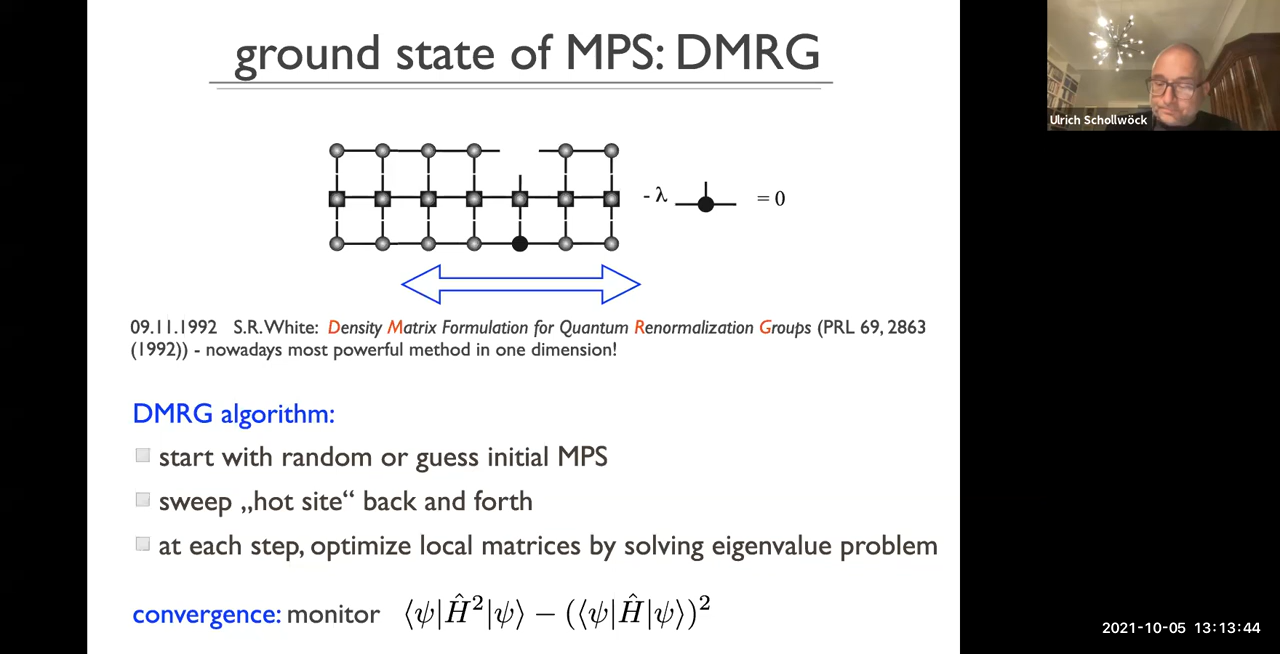 ground state of MPS: DMRG
Ulrich Schollwöck
- λ = 0
09.11.1992 S.R.White: Density Matrix Formulation for Quantum Renormalization Groups (PRL 69, 2863
(1992)) - nowadays most powerful method in one dimension!
DMRG algorithm:
start with random or guess initial MPS
sweep „hot site“ back and forth
at each step, optimize local matrices by solving eigenvalue problem
convergence: monitor ⟨ψ|Ĥ²|ψ⟩ − (⟨ψ|Ĥ|ψ⟩)²
2021-10-05 13:13:44